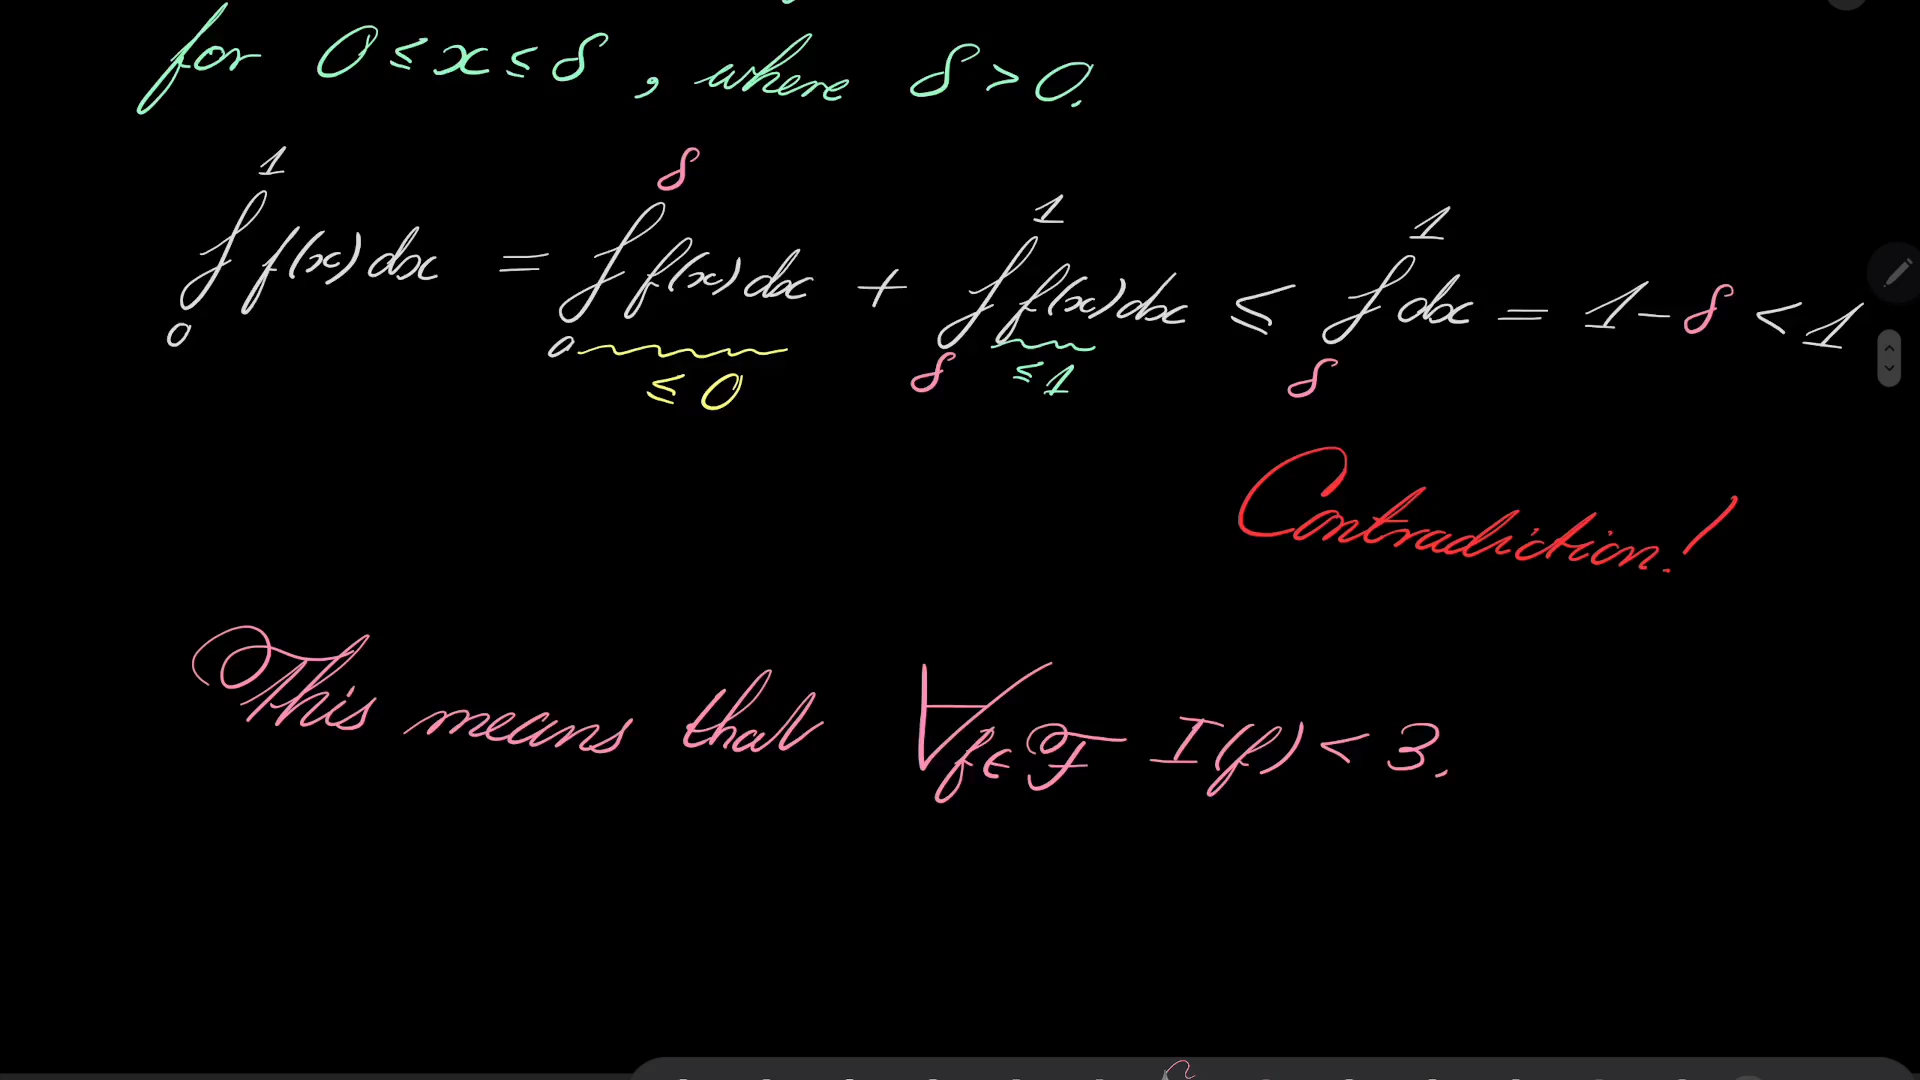 for 0 ≤ x ≤ δ, where δ > 0.
∫₀¹ f(x)dx = ∫₀^δ f(x)dx + ∫_δ¹ f(x)dx ≤ ∫_δ¹ dx = 1-δ < 1
≤ 0 ≤ 1
Contradiction!
This means that ∀_{f∈ℱ} I(f) < 3.